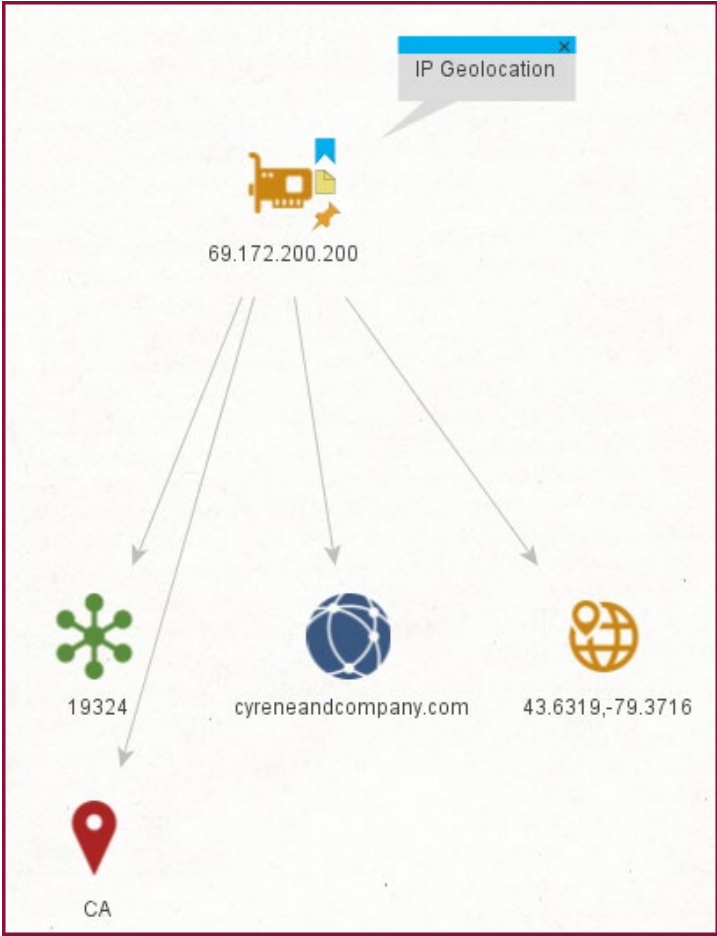 IP Geolocation
69.172.200.200
19324
cyreneandcompany.com
43.6319,-79.3716
CA